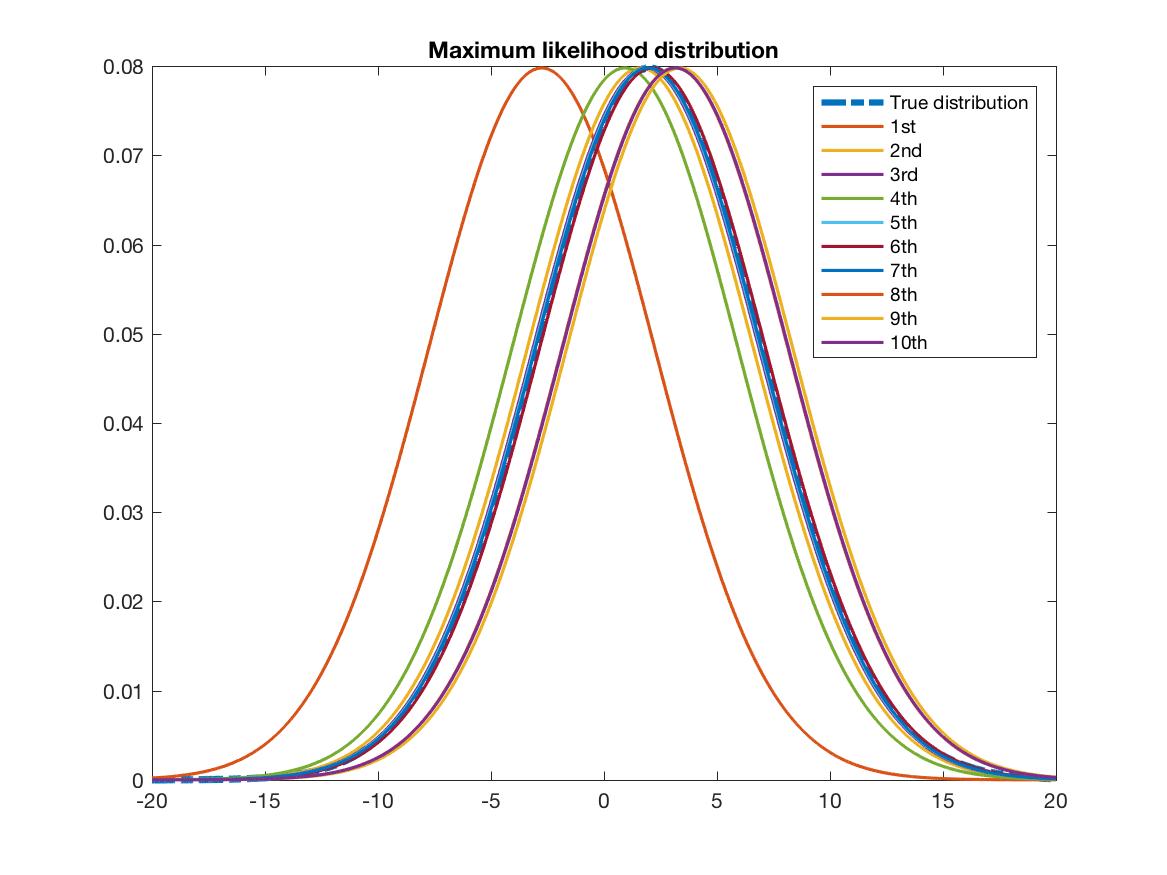 Maximum likelihood distribution
0.08
0.07
0.06
0.05
0.04
0.03
0.02
0.01
0
-20 -15 -10 -5 0 5 10 15 20
True distribution
1st
2nd
3rd
4th
5th
6th
7th
8th
9th
10th